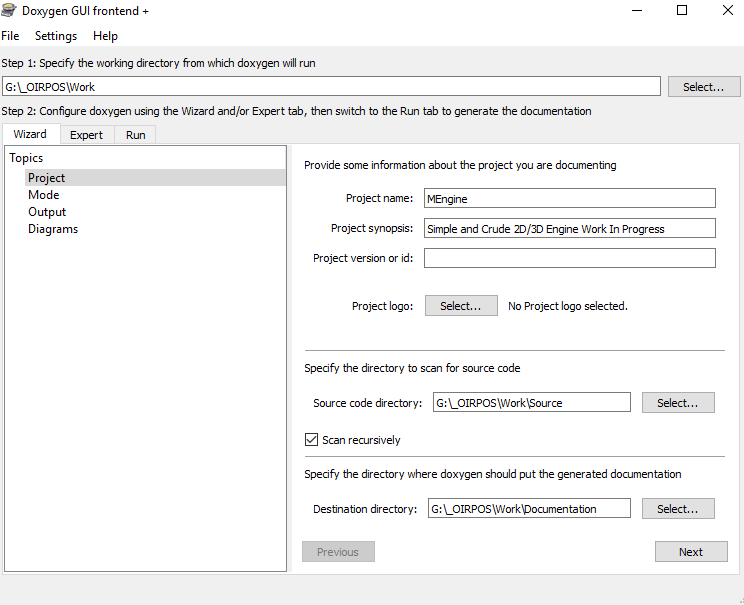 Doxygen GUI frontend +
File Settings Help
Step 1: Specify the working directory from which doxygen will run
G:\_OIRPOS\Work Select...
Step 2: Configure doxygen using the Wizard and/or Expert tab, then switch to the Run tab to generate the documentation
Wizard Expert Run
Topics
Project
Mode
Output
Diagrams
Provide some information about the project you are documenting
Project name: MEngine
Project synopsis: Simple and Crude 2D/3D Engine Work In Progress
Project version or id:
Project logo: Select... No Project logo selected.
Specify the directory to scan for source code
Source code directory: G:\_OIRPOS\Work\Source Select...
Scan recursively
Specify the directory where doxygen should put the generated documentation
Destination directory: G:\_OIRPOS\Work\Documentation Select...
Previous Next